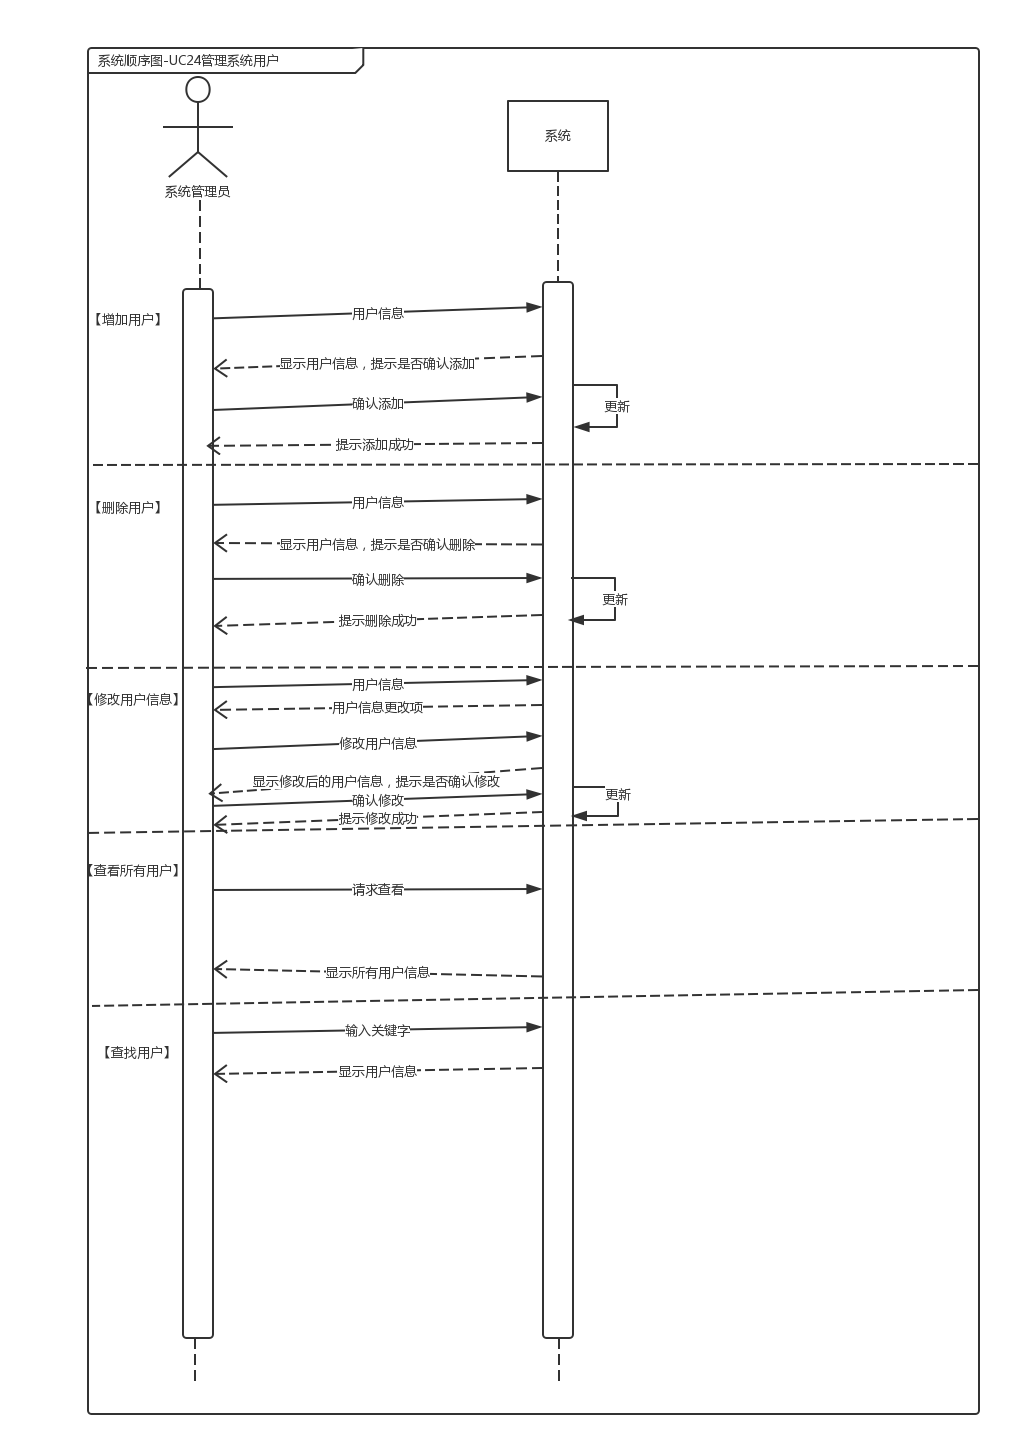 系统顺序图-UC24管理系统用户
系统
系统管理员
【增加用户】
用户信息
显示用户信息，提示是否确认添加
确认添加
更新
提示添加成功
【删除用户】
用户信息
显示用户信息，提示是否确认删除
确认删除
更新
提示删除成功
用户信息
【修改用户信息】
用户信息更改项
修改用户信息
显示修改后的用户信息，提示是否确认修改
更新
确认修改
提示修改成功
【查看所有用户】
请求查看
显示所有用户信息
输入关键字
【查找用户】
显示用户信息